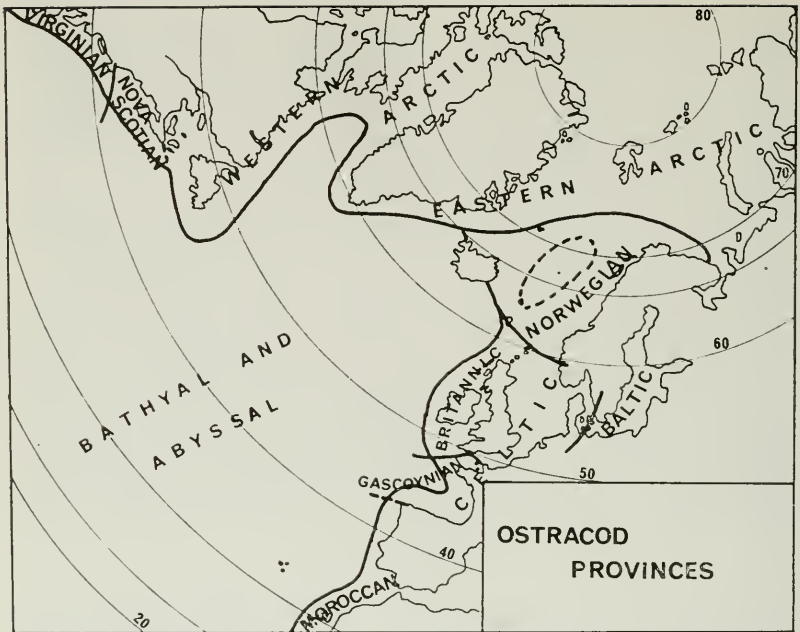 80
VIRGINIAN
NOVA
SCOTIAN
WESTERN
ARCTIC
EASTERN
ARCTIC
70
NORWEGIAN
60
BATHYAL AND
ABYSSAL
BRITANNIC
CELTIC
BALTIC
GASCOYNIAN
50
40
MOROCCAN
20
OSTRACOD
PROVINCES